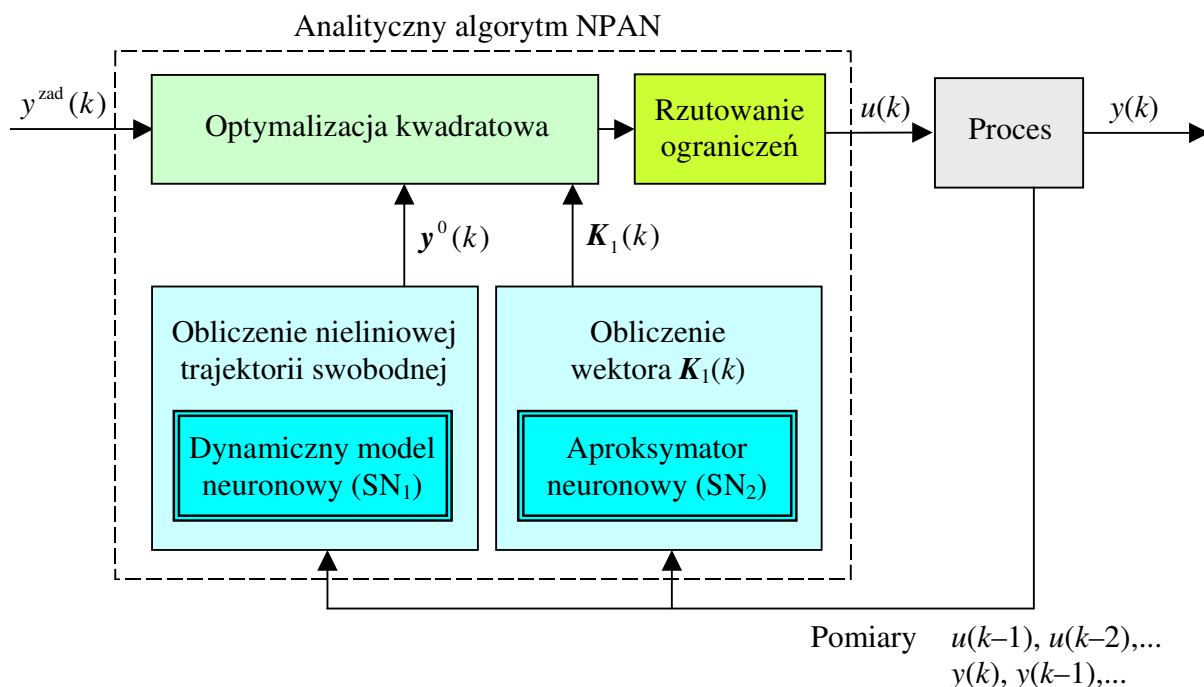 Analityczny algorytm NPAN
y^zad(k)
Optymalizacja kwadratowa
Rzutowanie
ograniczeń
u(k)
Proces
y(k)
y^0(k)
K_1(k)
Obliczenie nieliniowej
trajektorii swobodnej
Dynamiczny model
neuronowy (SN_1)
Obliczenie
wektora K_1(k)
Aproksymator
neuronowy (SN_2)
Pomiary u(k–1), u(k–2),...
y(k), y(k–1),...